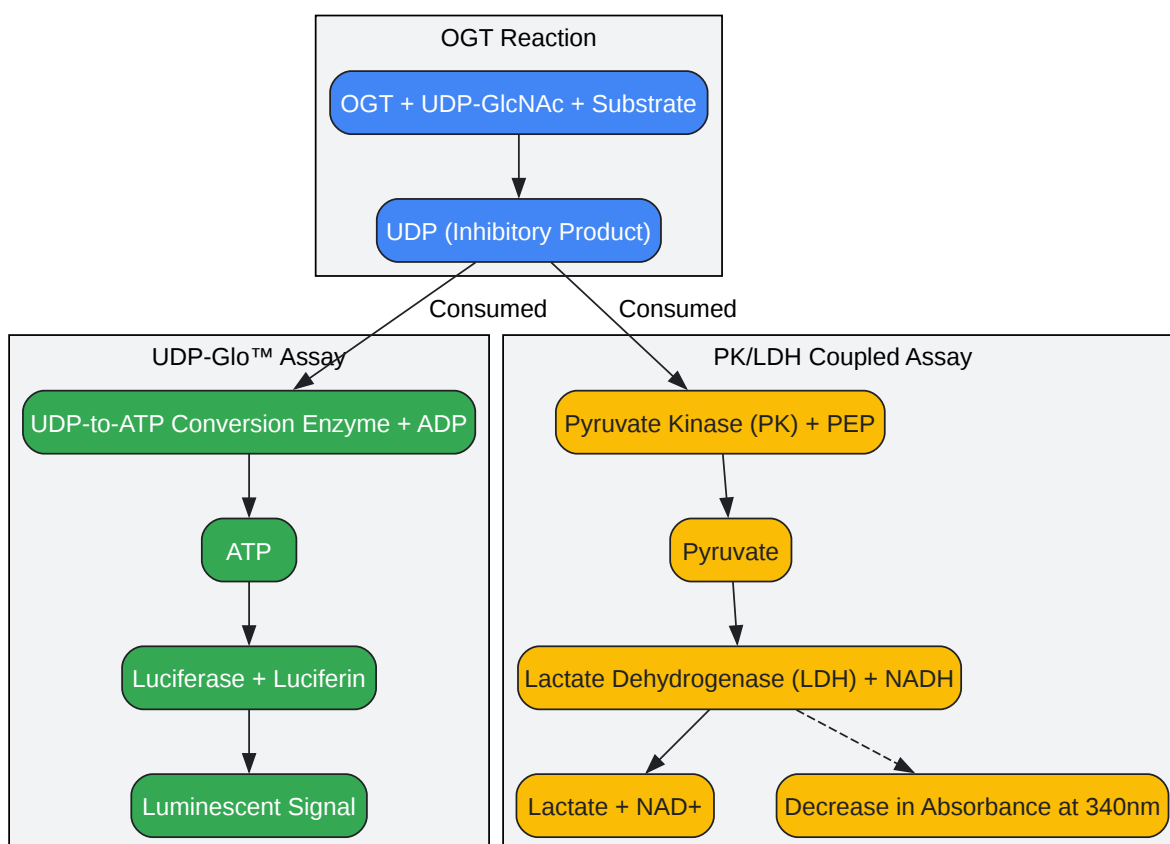 OGT Reaction
OGT + UDP-GlcNAc + Substrate
UDP (Inhibitory Product)
Consumed
Consumed
UDP-Glo™ Assay
UDP-to-ATP Conversion Enzyme + ADP
ATP
Luciferase + Luciferin
Luminescent Signal
PK/LDH Coupled Assay
Pyruvate Kinase (PK) + PEP
Pyruvate
Lactate Dehydrogenase (LDH) + NADH
Lactate + NAD+
Decrease in Absorbance at 340nm